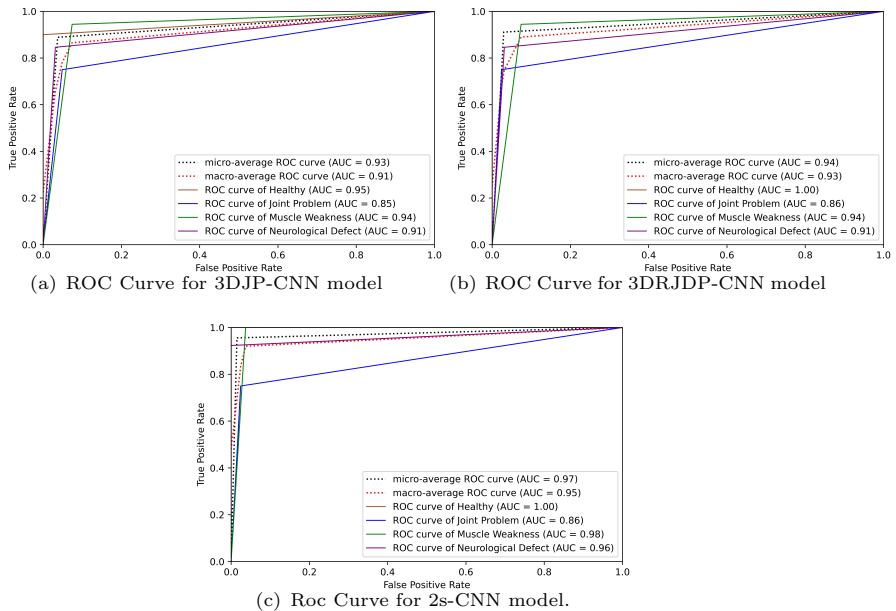 1.0
0.8
0.6
0.4
0.2
0.0
True Positive Rate
micro-average ROC curve (AUC = 0.93)
macro-average ROC curve (AUC = 0.91)
ROC curve of Healthy (AUC = 0.95)
ROC curve of Joint Problem (AUC = 0.85)
ROC curve of Muscle Weakness (AUC = 0.94)
ROC curve of Neurological Defect (AUC = 0.91)
0.0 0.2 0.4 0.6 0.8 1.0
False Positive Rate
(a) ROC Curve for 3DJP-CNN model
1.0
0.8
0.6
0.4
0.2
0.0
True Positive Rate
micro-average ROC curve (AUC = 0.94)
macro-average ROC curve (AUC = 0.93)
ROC curve of Healthy (AUC = 1.00)
ROC curve of Joint Problem (AUC = 0.86)
ROC curve of Muscle Weakness (AUC = 0.94)
ROC curve of Neurological Defect (AUC = 0.91)
0.0 0.2 0.4 0.6 0.8 1.0
False Positive Rate
(b) ROC Curve for 3DRJDP-CNN model
1.0
0.8
0.6
0.4
0.2
0.0
True Positive Rate
micro-average ROC curve (AUC = 0.97)
macro-average ROC curve (AUC = 0.95)
ROC curve of Healthy (AUC = 1.00)
ROC curve of Joint Problem (AUC = 0.86)
ROC curve of Muscle Weakness (AUC = 0.98)
ROC curve of Neurological Defect (AUC = 0.96)
0.0 0.2 0.4 0.6 0.8 1.0
False Positive Rate
(c) Roc Curve for 2s-CNN model.